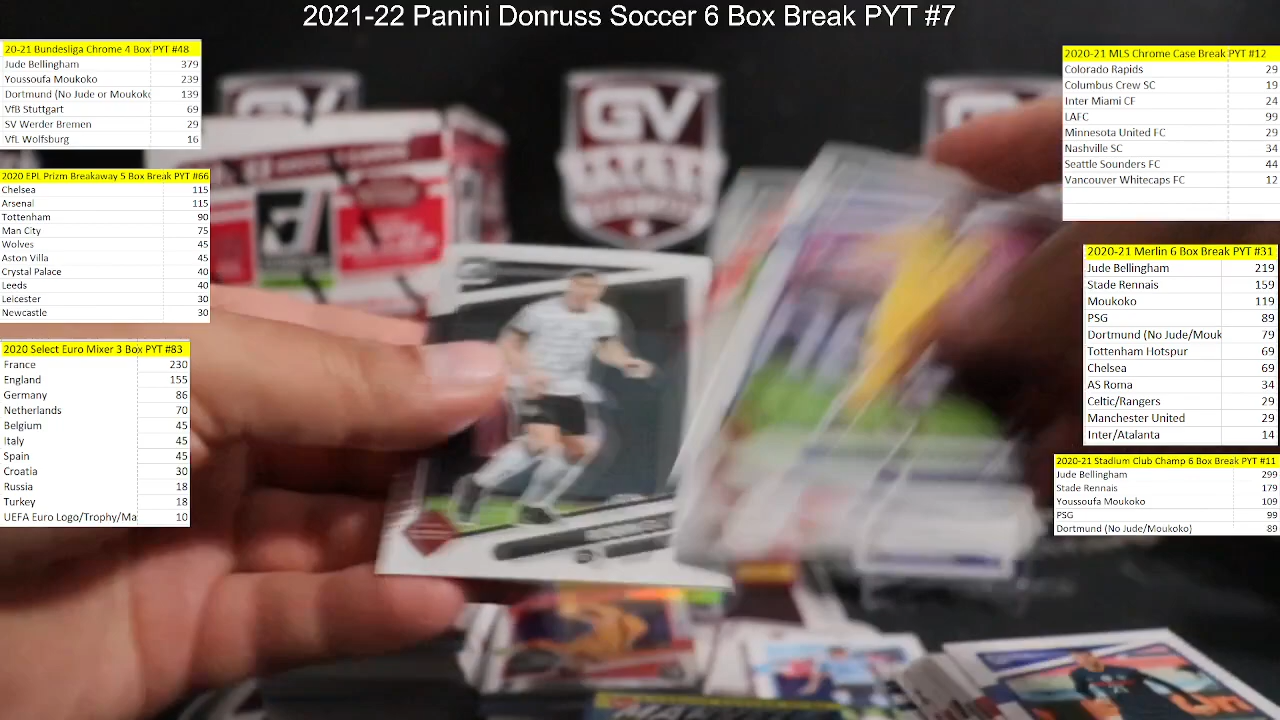 2021-22 Panini Donruss Soccer 6 Box Break PYT #7
20-21 Bundesliga Chrome 4 Box PYT #48
Jude Bellingham 379
Youssoufa Moukoko 239
Dortmund (No Jude or Moukoko 139
VfB Stuttgart 69
SV Werder Bremen 29
VfL Wolfsburg 16
2020 EPL Prizm Breakaway 5 Box Break PYT #66
Chelsea 115
Arsenal 115
Tottenham 90
Man City 75
Wolves 45
Aston Villa 45
Crystal Palace 40
Leeds 40
Leicester 30
Newcastle 30
2020 Select Euro Mixer 3 Box PYT #83
France 230
England 155
Germany 86
Netherlands 70
Belgium 45
Italy 45
Spain 45
Croatia 30
Russia 18
Turkey 18
UEFA Euro Logo/Trophy/Ma 10
2020-21 MLS Chrome Case Break PYT #12
Colorado Rapids 29
Columbus Crew SC 19
Inter Miami CF 24
LAFC 99
Minnesota United FC 29
Nashville SC 34
Seattle Sounders FC 44
Vancouver Whitecaps FC 12
2020-21 Merlin 6 Box Break PYT #31
Jude Bellingham 219
Stade Rennais 159
Moukoko 119
PSG 89
Dortmund (No Jude/Mouk 79
Tottenham Hotspur 69
Chelsea 69
AS Roma 34
Celtic/Rangers 29
Manchester United 29
Inter/Atalanta 14
2020-21 Stadium Club Champ 6 Box Break PYT #11
Jude Bellingham 299
Stade Rennais 179
Youssoufa Moukoko 109
PSG 99
Dortmund (No Jude/Moukoko) 89
GV